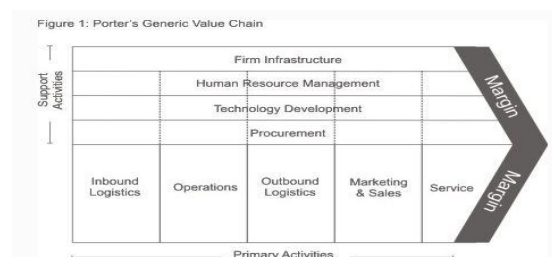 Figure 1: Porter's Generic Value Chain
Support
Activities
Firm Infrastructure
Human Resource Management
Technology Development
Procurement
Inbound
Logistics
Operations
Outbound
Logistics
Marketing
& Sales
Service
Margin
Margin
Primary Activities